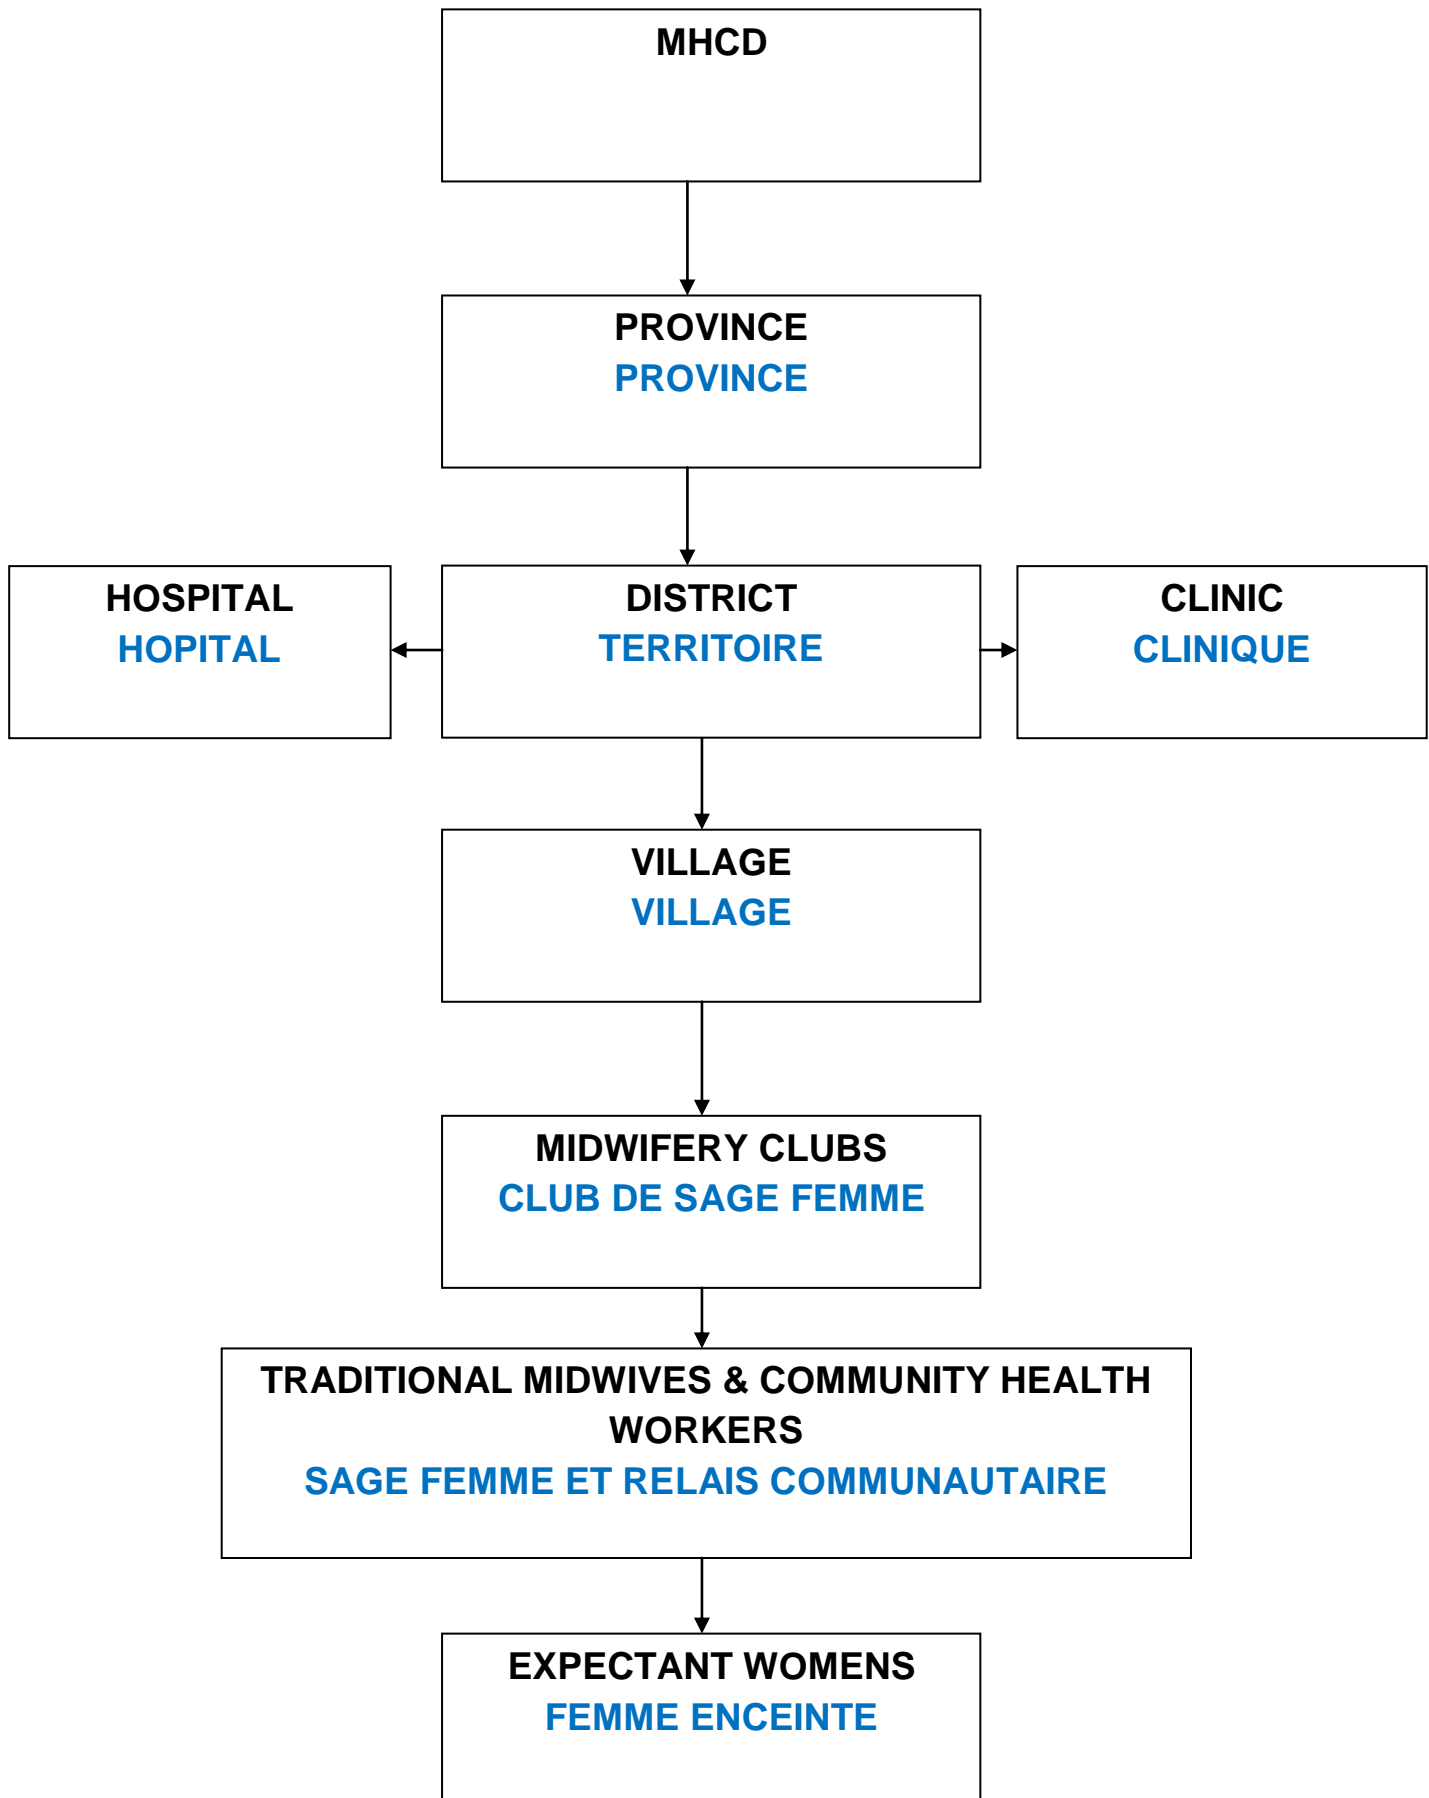 MHCD
PROVINCE
PROVINCE
HOSPITAL
HOPITAL
DISTRICT
TERRITOIRE
CLINIC
CLINIQUE
VILLAGE
VILLAGE
MIDWIFERY CLUBS
CLUB DE SAGE FEMME
TRADITIONAL MIDWIVES & COMMUNITY HEALTH
WORKERS
SAGE FEMME ET RELAIS COMMUNAUTAIRE
EXPECTANT WOMENS
FEMME ENCEINTE